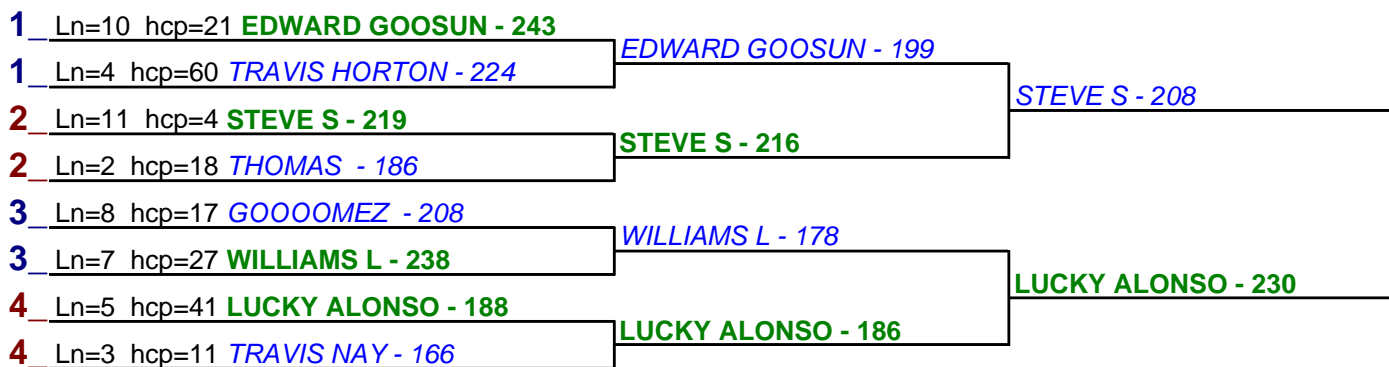 1_ Ln=10 hcp=21 EDWARD GOOSUN - 243
EDWARD GOOSUN - 199
1_ Ln=4 hcp=60 TRAVIS HORTON - 224
STEVE S - 208
2_ Ln=11 hcp=4 STEVE S - 219
STEVE S - 216
2_ Ln=2 hcp=18 THOMAS - 186
3_ Ln=8 hcp=17 GOOOOMEZ - 208
WILLIAMS L - 178
3_ Ln=7 hcp=27 WILLIAMS L - 238
LUCKY ALONSO - 230
4_ Ln=5 hcp=41 LUCKY ALONSO - 188
LUCKY ALONSO - 186
4_ Ln=3 hcp=11 TRAVIS NAY - 166